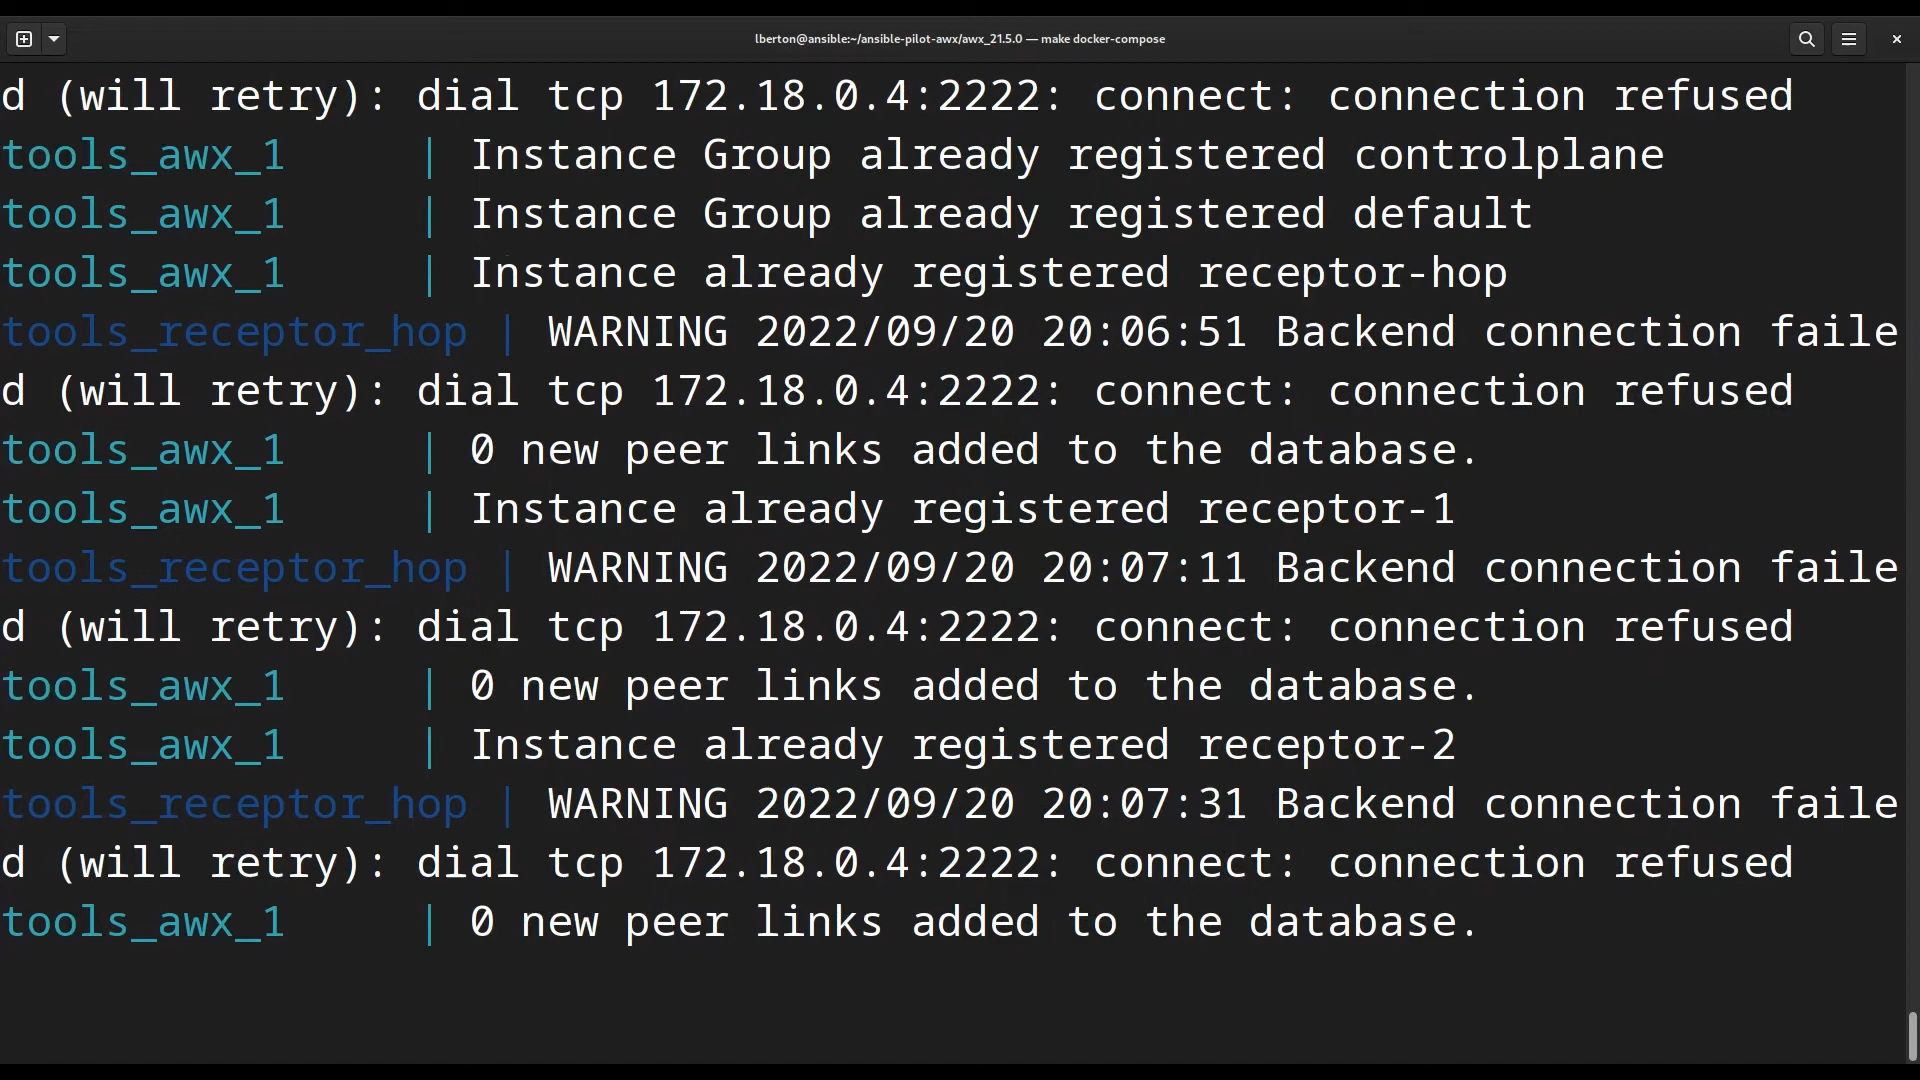 lberton@ansible:~/ansible-pilot-awx/awx_21.5.0 — make docker-compose
d (will retry): dial tcp 172.18.0.4:2222: connect: connection refused
tools_awx_1     | Instance Group already registered controlplane
tools_awx_1     | Instance Group already registered default
tools_awx_1     | Instance already registered receptor-hop
tools_receptor_hop | WARNING 2022/09/20 20:06:51 Backend connection faile
d (will retry): dial tcp 172.18.0.4:2222: connect: connection refused
tools_awx_1     | 0 new peer links added to the database.
tools_awx_1     | Instance already registered receptor-1
tools_receptor_hop | WARNING 2022/09/20 20:07:11 Backend connection faile
d (will retry): dial tcp 172.18.0.4:2222: connect: connection refused
tools_awx_1     | 0 new peer links added to the database.
tools_awx_1     | Instance already registered receptor-2
tools_receptor_hop | WARNING 2022/09/20 20:07:31 Backend connection faile
d (will retry): dial tcp 172.18.0.4:2222: connect: connection refused
tools_awx_1     | 0 new peer links added to the database.